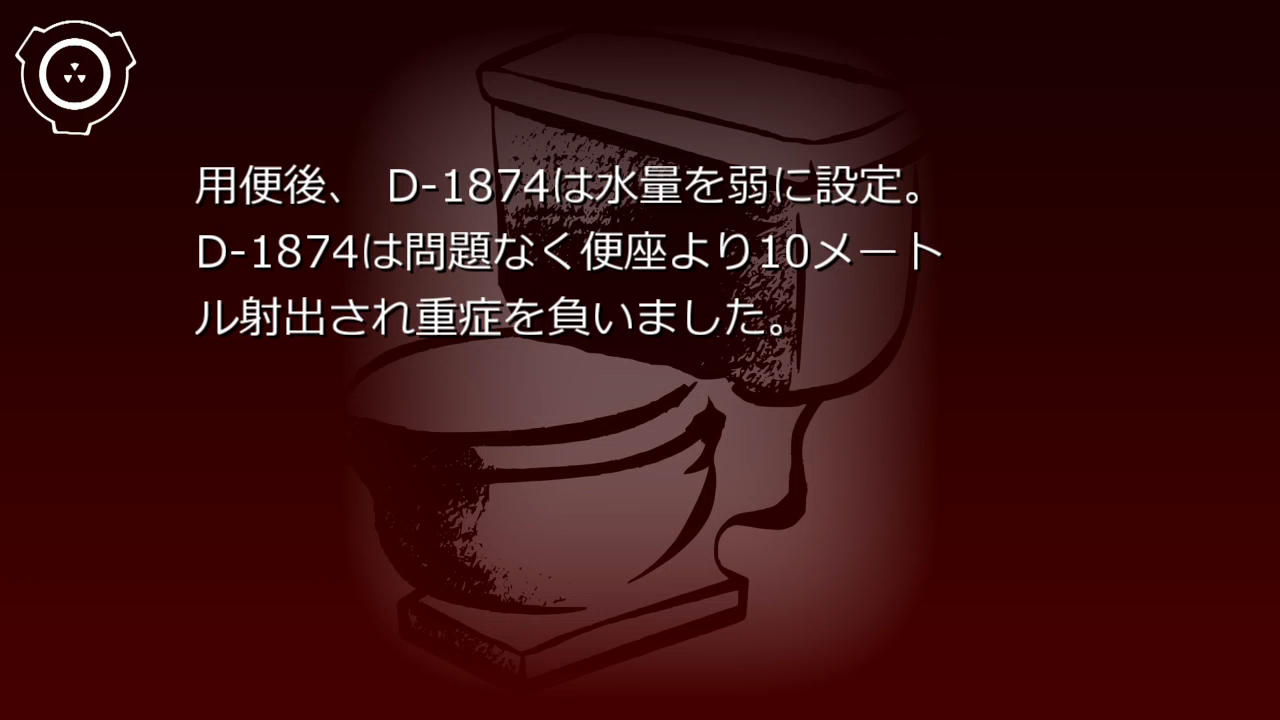 用便後、 D-1874は水量を弱に設定。
D-1874は問題なく便座より10メート
ル射出され重症を負いました。